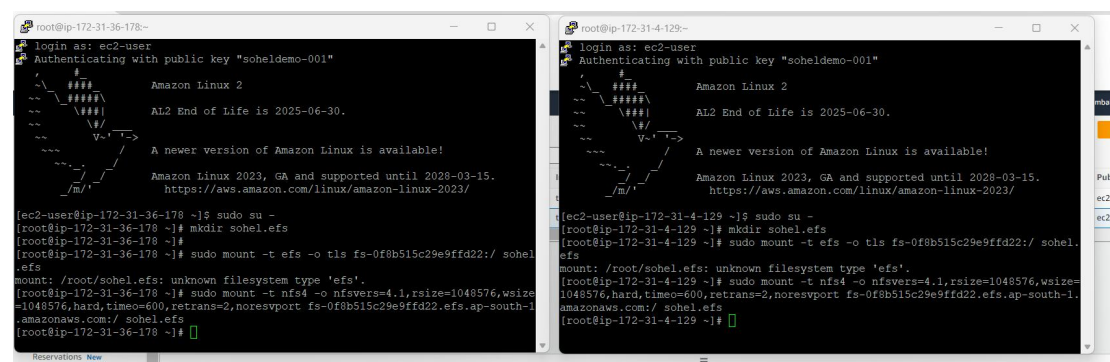 root@ip-172-31-36-178:~
login as: ec2-user
Authenticating with public key "soheldemo-001"
       ,     #_
       ~\_  ####_        Amazon Linux 2
      ~~  \_#####\
      ~~     \###|       AL2 End of Life is 2025-06-30.
      ~~       \#/ ___
       ~~       V~' '->
        ~~~         /    A newer version of Amazon Linux is available!
          ~~._.   _/
             _/ _/       Amazon Linux 2023, GA and supported until 2028-03-15.
           _/m/'           https://aws.amazon.com/linux/amazon-linux-2023/
[ec2-user@ip-172-31-36-178 ~]$ sudo su -
[root@ip-172-31-36-178 ~]# mkdir sohel.efs
[root@ip-172-31-36-178 ~]#
[root@ip-172-31-36-178 ~]# sudo mount -t efs -o tls fs-0f8b515c29e9ffd22:/ sohel
.efs
mount: /root/sohel.efs: unknown filesystem type 'efs'.
[root@ip-172-31-36-178 ~]# sudo mount -t nfs4 -o nfsvers=4.1,rsize=1048576,wsize
=1048576,hard,timeo=600,retrans=2,noresvport fs-0f8b515c29e9ffd22.efs.ap-south-1
.amazonaws.com:/ sohel.efs
[root@ip-172-31-36-178 ~]#
Reservations New
root@ip-172-31-4-129:~
login as: ec2-user
Authenticating with public key "soheldemo-001"
       ,     #_
       ~\_  ####_        Amazon Linux 2
      ~~  \_#####\
      ~~     \###|       AL2 End of Life is 2025-06-30.
      ~~       \#/ ___
       ~~       V~' '->
        ~~~         /    A newer version of Amazon Linux is available!
          ~~._.   _/
             _/ _/       Amazon Linux 2023, GA and supported until 2028-03-15.
           _/m/'           https://aws.amazon.com/linux/amazon-linux-2023/
[ec2-user@ip-172-31-4-129 ~]$ sudo su -
[root@ip-172-31-4-129 ~]# mkdir sohel.efs
[root@ip-172-31-4-129 ~]# sudo mount -t efs -o tls fs-0f8b515c29e9ffd22:/ sohel.
efs
mount: /root/sohel.efs: unknown filesystem type 'efs'.
[root@ip-172-31-4-129 ~]# sudo mount -t nfs4 -o nfsvers=4.1,rsize=1048576,wsize=
1048576,hard,timeo=600,retrans=2,noresvport fs-0f8b515c29e9ffd22.efs.ap-south-1.
amazonaws.com:/ sohel.efs
[root@ip-172-31-4-129 ~]#
mba
Pub
ec2
ec2